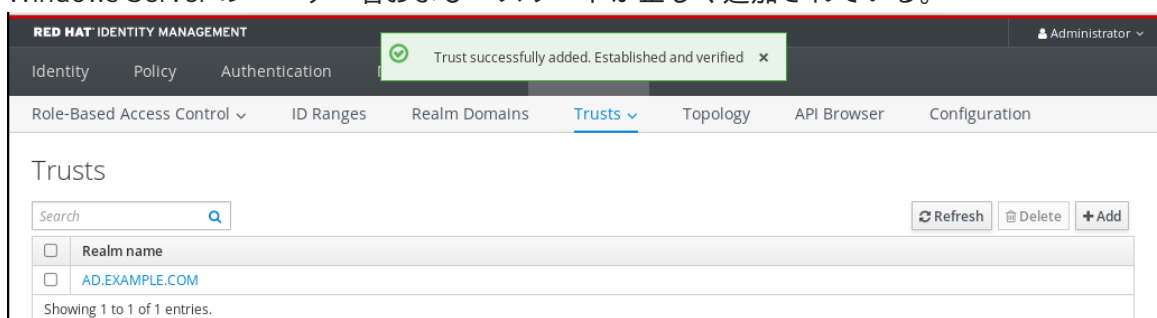 RED HAT IDENTITY MANAGEMENT
Administrator
Trust successfully added. Established and verified ×
Identity Policy Authentication
Role-Based Access Control ID Ranges Realm Domains Trusts Topology API Browser Configuration
Trusts
Search
Refresh Delete + Add
Realm name
AD.EXAMPLE.COM
Showing 1 to 1 of 1 entries.